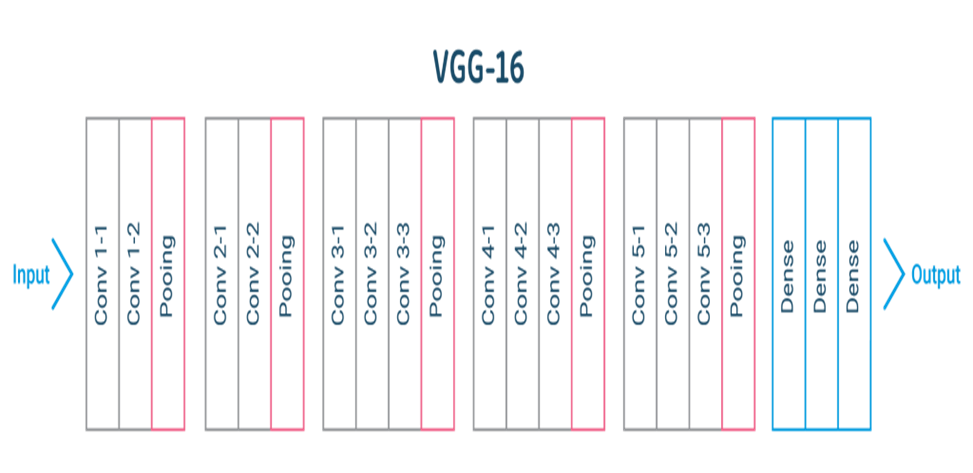 VGG-16
Input
Conv 1-1
Conv 1-2
Pooing
Conv 2-1
Conv 2-2
Pooing
Conv 3-1
Conv 3-2
Conv 3-3
Pooing
Conv 4-1
Conv 4-2
Conv 4-3
Pooing
Conv 5-1
Conv 5-2
Conv 5-3
Pooing
Dense
Dense
Dense
Output